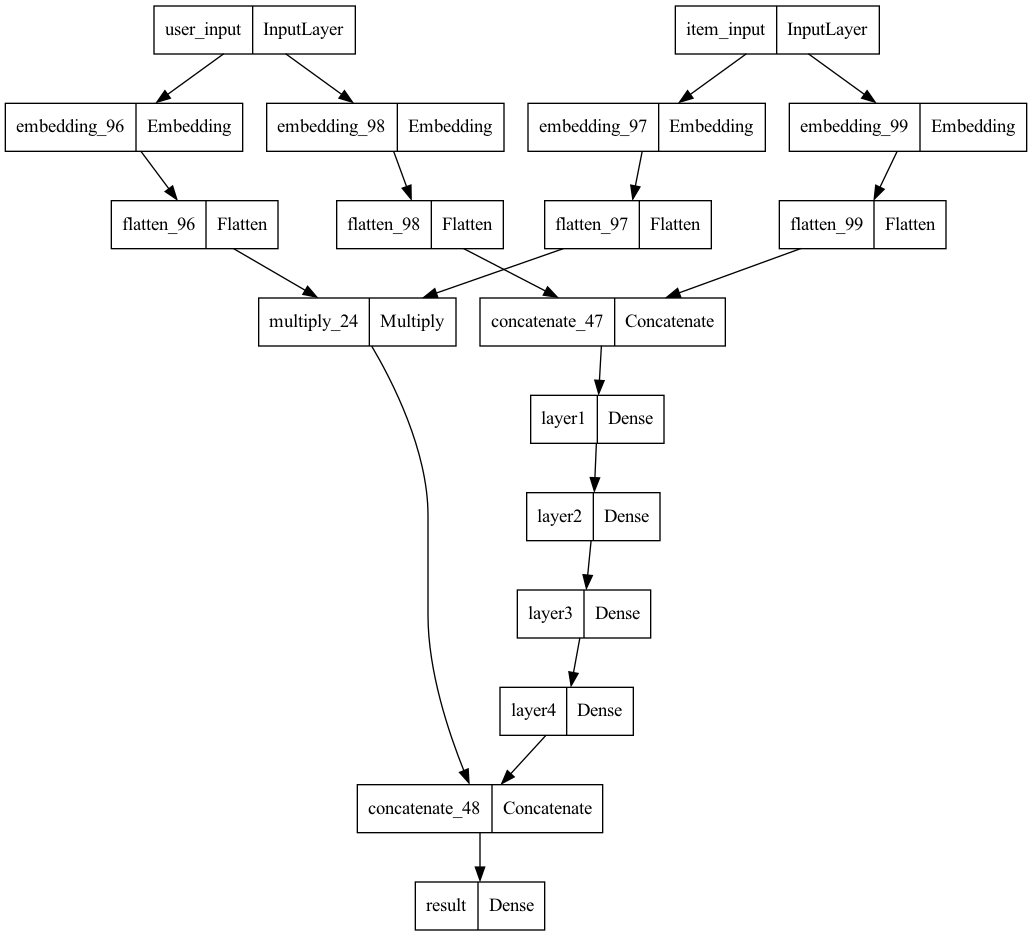 user_input InputLayer
item_input InputLayer
embedding_96 Embedding
embedding_98 Embedding
embedding_97 Embedding
embedding_99 Embedding
flatten_96 Flatten
flatten_98 Flatten
flatten_97 Flatten
flatten_99 Flatten
multiply_24 Multiply
concatenate_47 Concatenate
layer1 Dense
layer2 Dense
layer3 Dense
layer4 Dense
concatenate_48 Concatenate
result Dense